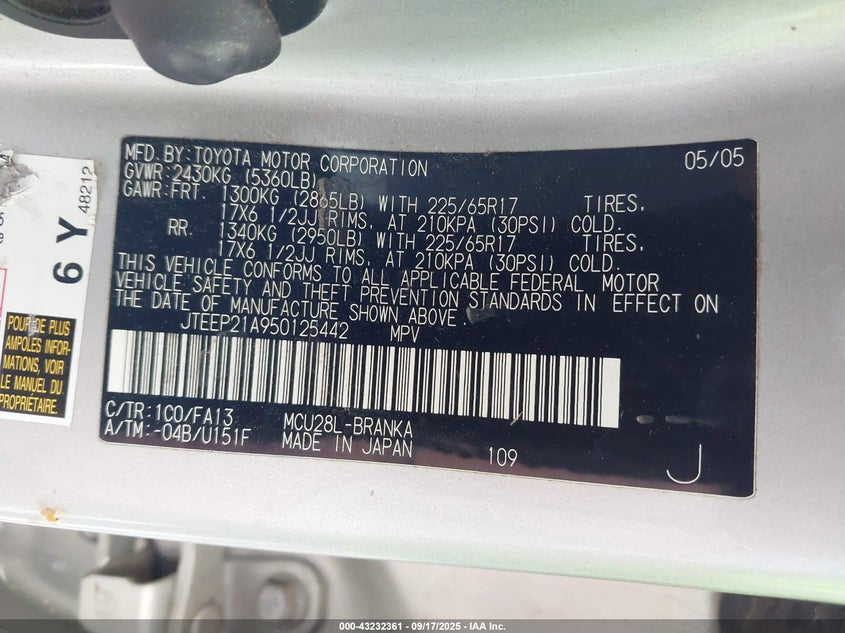 MFD. BY: TOYOTA MOTOR CORPORATION 05/05
GVWR: 2430KG (5360LB)
GAWR: FRT 1300KG (2865LB) WITH 225/65R17 TIRES.
17X6 1/2JJ RIMS, AT 210KPA (30PSI) COLD.
RR. 1340KG (2950LB) WITH 225/65R17 TIRES.
17X6 1/2JJ RIMS, AT 210KPA (30PSI) COLD.
THIS VEHICLE CONFORMS TO ALL APPLICABLE FEDERAL MOTOR
VEHICLE SAFETY AND THEFT PREVENTION STANDARDS IN EFFECT ON
THE DATE OF MANUFACTURE SHOWN ABOVE.
JTEEP21A950125442 MPV
C/TR: 1C0/FA13 MCU28L-BRANKA
A/TM: -04B/U151F MADE IN JAPAN 109 J
6 Y
48212
POUR DE PLUS
AMPLES INFOR-
MATIONS, VOIR
LE MANUEL DU
PROPRIÉTAIRE.
000-43232361 - 09/17/2025 - IAA Inc.